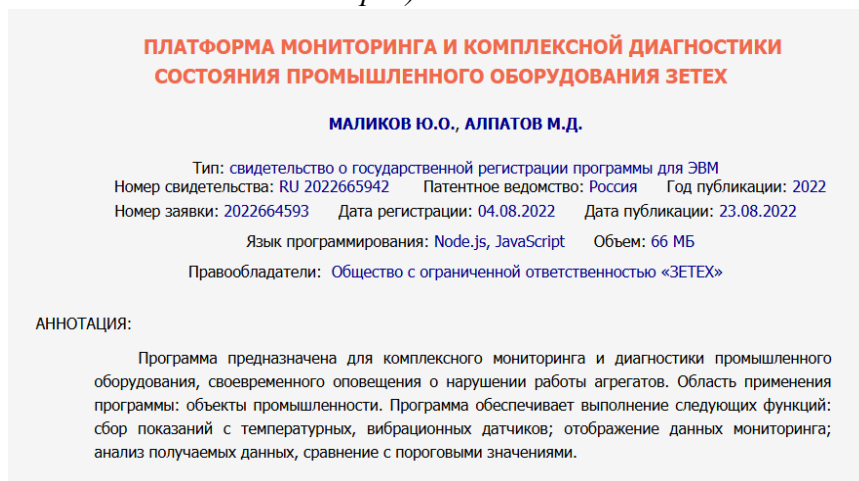 ПЛАТФОРМА МОНИТОРИНГА И КОМПЛЕКСНОЙ ДИАГНОСТИКИ
СОСТОЯНИЯ ПРОМЫШЛЕННОГО ОБОРУДОВАНИЯ ЗЕТЕХ
МАЛИКОВ Ю.О., АЛПАТОВ М.Д.
Тип: свидетельство о государственной регистрации программы для ЭВМ
Номер свидетельства: RU 2022665942 Патентное ведомство: Россия Год публикации: 2022
Номер заявки: 2022664593 Дата регистрации: 04.08.2022 Дата публикации: 23.08.2022
Язык программирования: Node.js, JavaScript Объем: 66 МБ
Правообладатели: Общество с ограниченной ответственностью «ЗЕТЕХ»
АННОТАЦИЯ:
Программа предназначена для комплексного мониторинга и диагностики промышленного
оборудования, своевременного оповещения о нарушении работы агрегатов. Область применения
программы: объекты промышленности. Программа обеспечивает выполнение следующих функций:
сбор показаний с температурных, вибрационных датчиков; отображение данных мониторинга;
анализ получаемых данных, сравнение с пороговыми значениями.